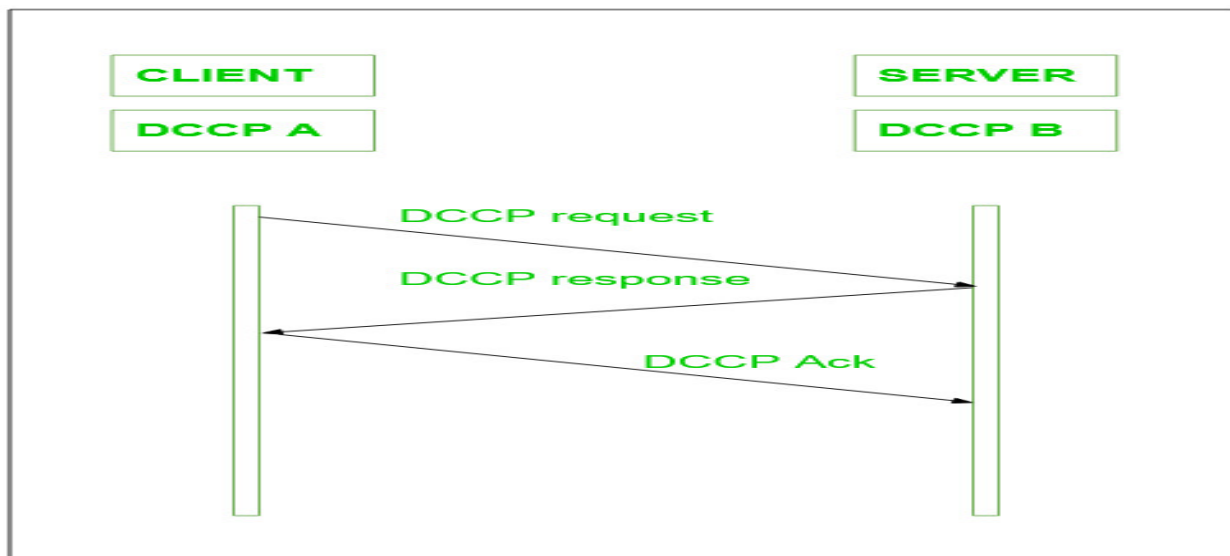 CLIENT
SERVER
DCCP A
DCCP B
DCCP request
DCCP response
DCCP Ack